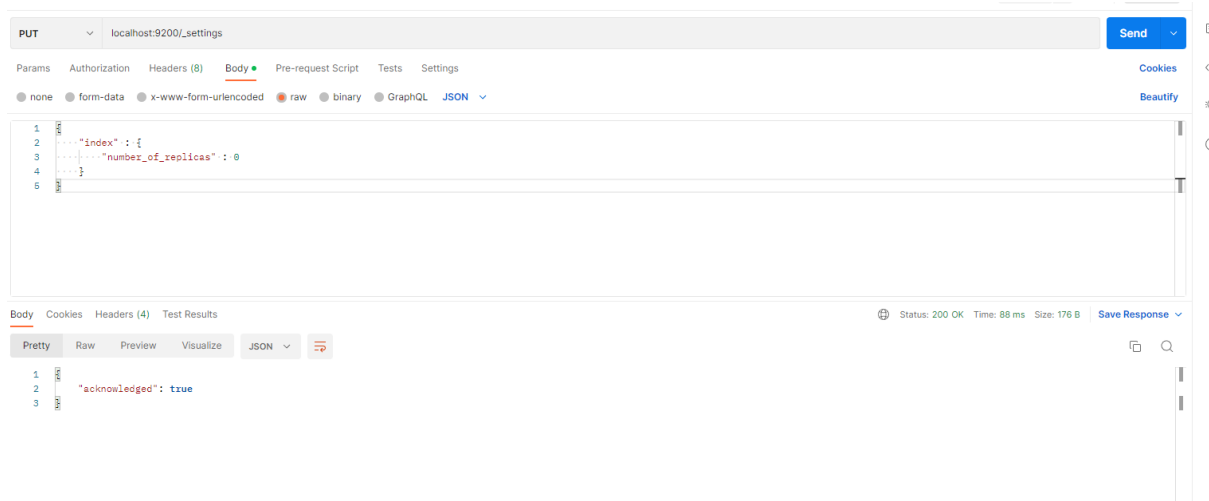 PUT localhost:9200/_settings Send
Params Authorization Headers (8) Body Pre-request Script Tests Settings Cookies
none form-data x-www-form-urlencoded raw binary GraphQL JSON Beautify
1 {
2 "index" : {
3 "number_of_replicas" : 0
4 }
5 }
Body Cookies Headers (4) Test Results Status: 200 OK Time: 88 ms Size: 176 B Save Response
Pretty Raw Preview Visualize JSON
1 {
2 "acknowledged": true
3 }